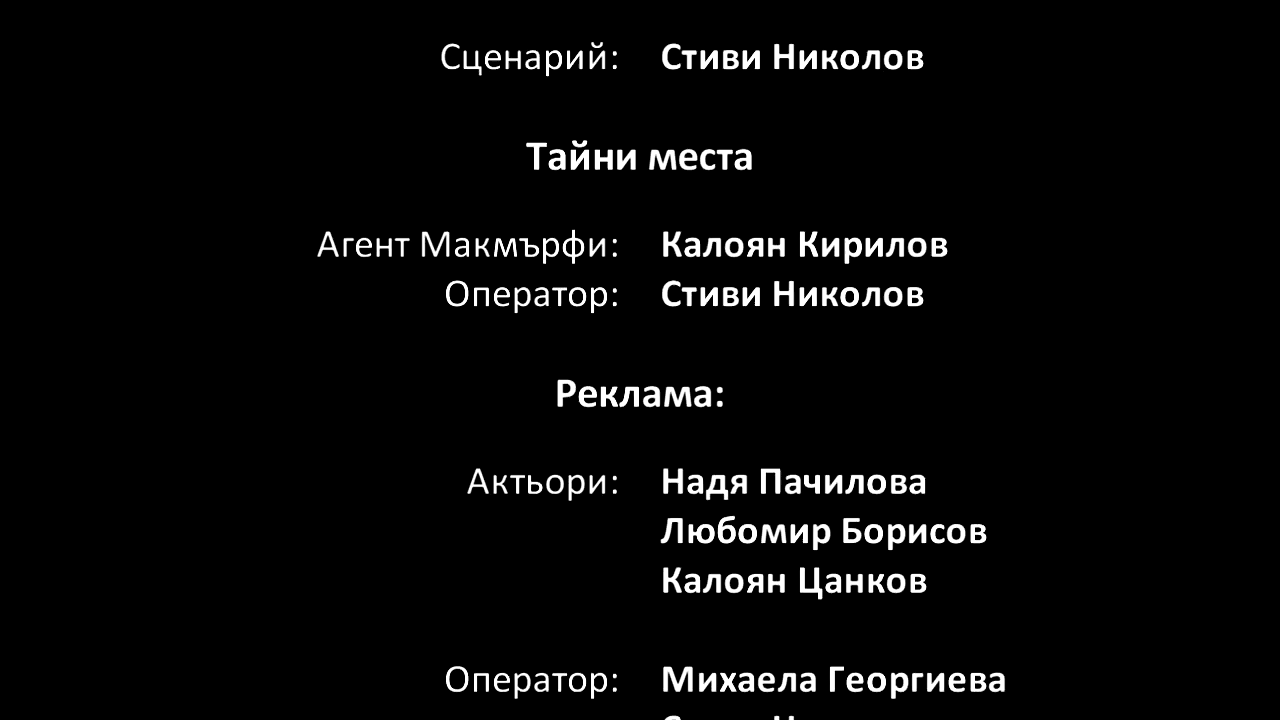 Сценарий: Стиви Николов
Тайни места
Агент Макмърфи: Калоян Кирилов
Оператор: Стиви Николов
Реклама:
Актьори: Надя Пачилова
Любомир Борисов
Калоян Цанков
Оператор: Михаела Георгиева